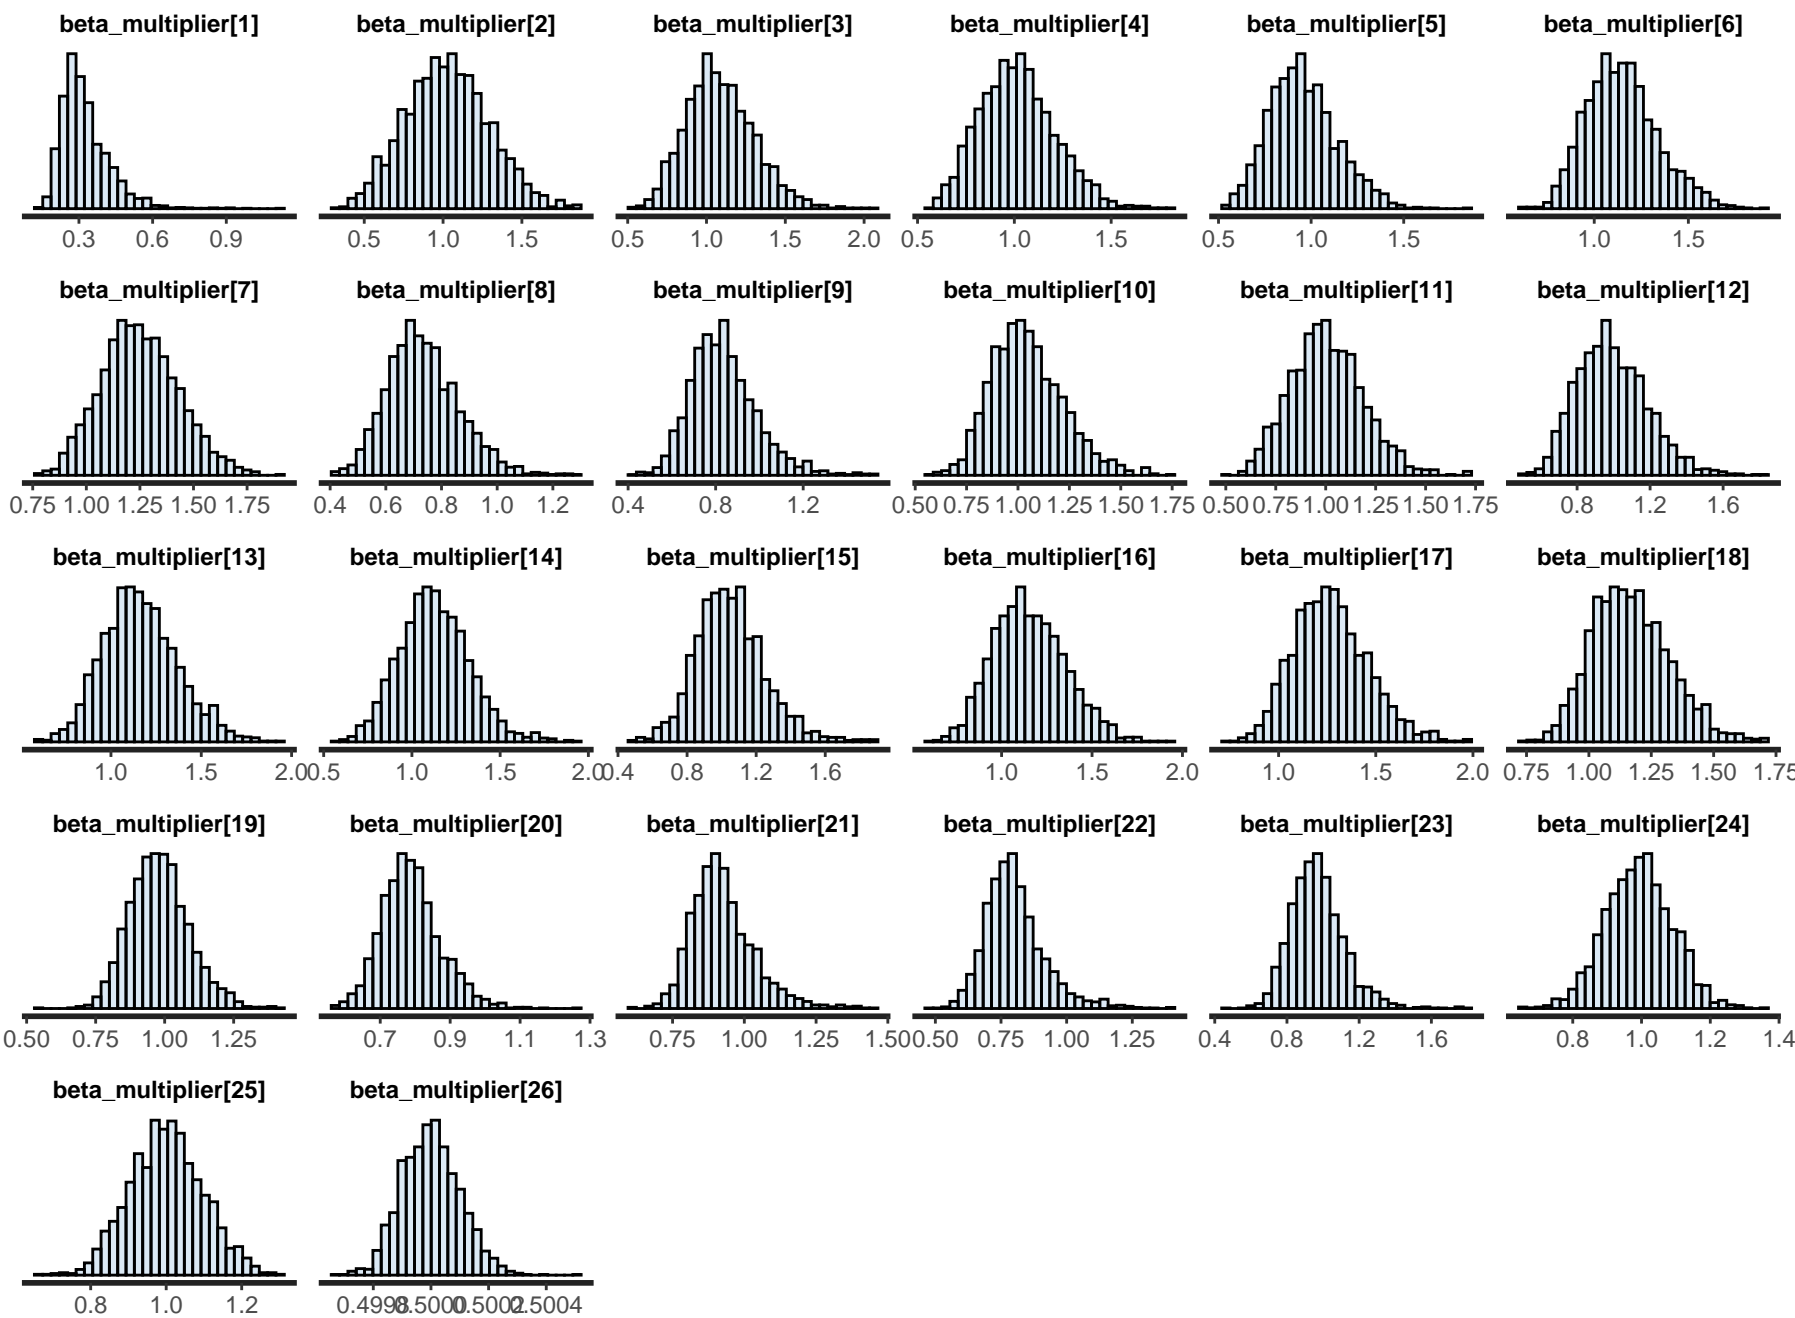 beta_multiplier[1] beta_multiplier[2] beta_multiplier[3] beta_multiplier[4] beta_multiplier[5] beta_multiplier[6]
0.3 0.6 0.9 0.5 1.0 1.5 0.5 1.0 1.5 2.0 0.5 1.0 1.5 0.5 1.0 1.5 1.0 1.5
beta_multiplier[7] beta_multiplier[8] beta_multiplier[9] beta_multiplier[10] beta_multiplier[11] beta_multiplier[12]
0.75 1.00 1.25 1.50 1.75 0.4 0.6 0.8 1.0 1.2 0.4 0.8 1.2 0.50 0.75 1.00 1.25 1.50 1.75 0.50 0.75 1.00 1.25 1.50 1.75 0.8 1.2 1.6
beta_multiplier[13] beta_multiplier[14] beta_multiplier[15] beta_multiplier[16] beta_multiplier[17] beta_multiplier[18]
1.0 1.5 2.0 0.5 1.0 1.5 2.0 0.4 0.8 1.2 1.6 1.0 1.5 2.0 1.0 1.5 2.0 0.75 1.00 1.25 1.50 1.75
beta_multiplier[19] beta_multiplier[20] beta_multiplier[21] beta_multiplier[22] beta_multiplier[23] beta_multiplier[24]
0.50 0.75 1.00 1.25 0.7 0.9 1.1 1.3 0.75 1.00 1.25 1.50 0.50 0.75 1.00 1.25 0.4 0.8 1.2 1.6 0.8 1.0 1.2 1.4
beta_multiplier[25] beta_multiplier[26]
0.8 1.0 1.2 0.4998 0.5000 0.5002 0.5004